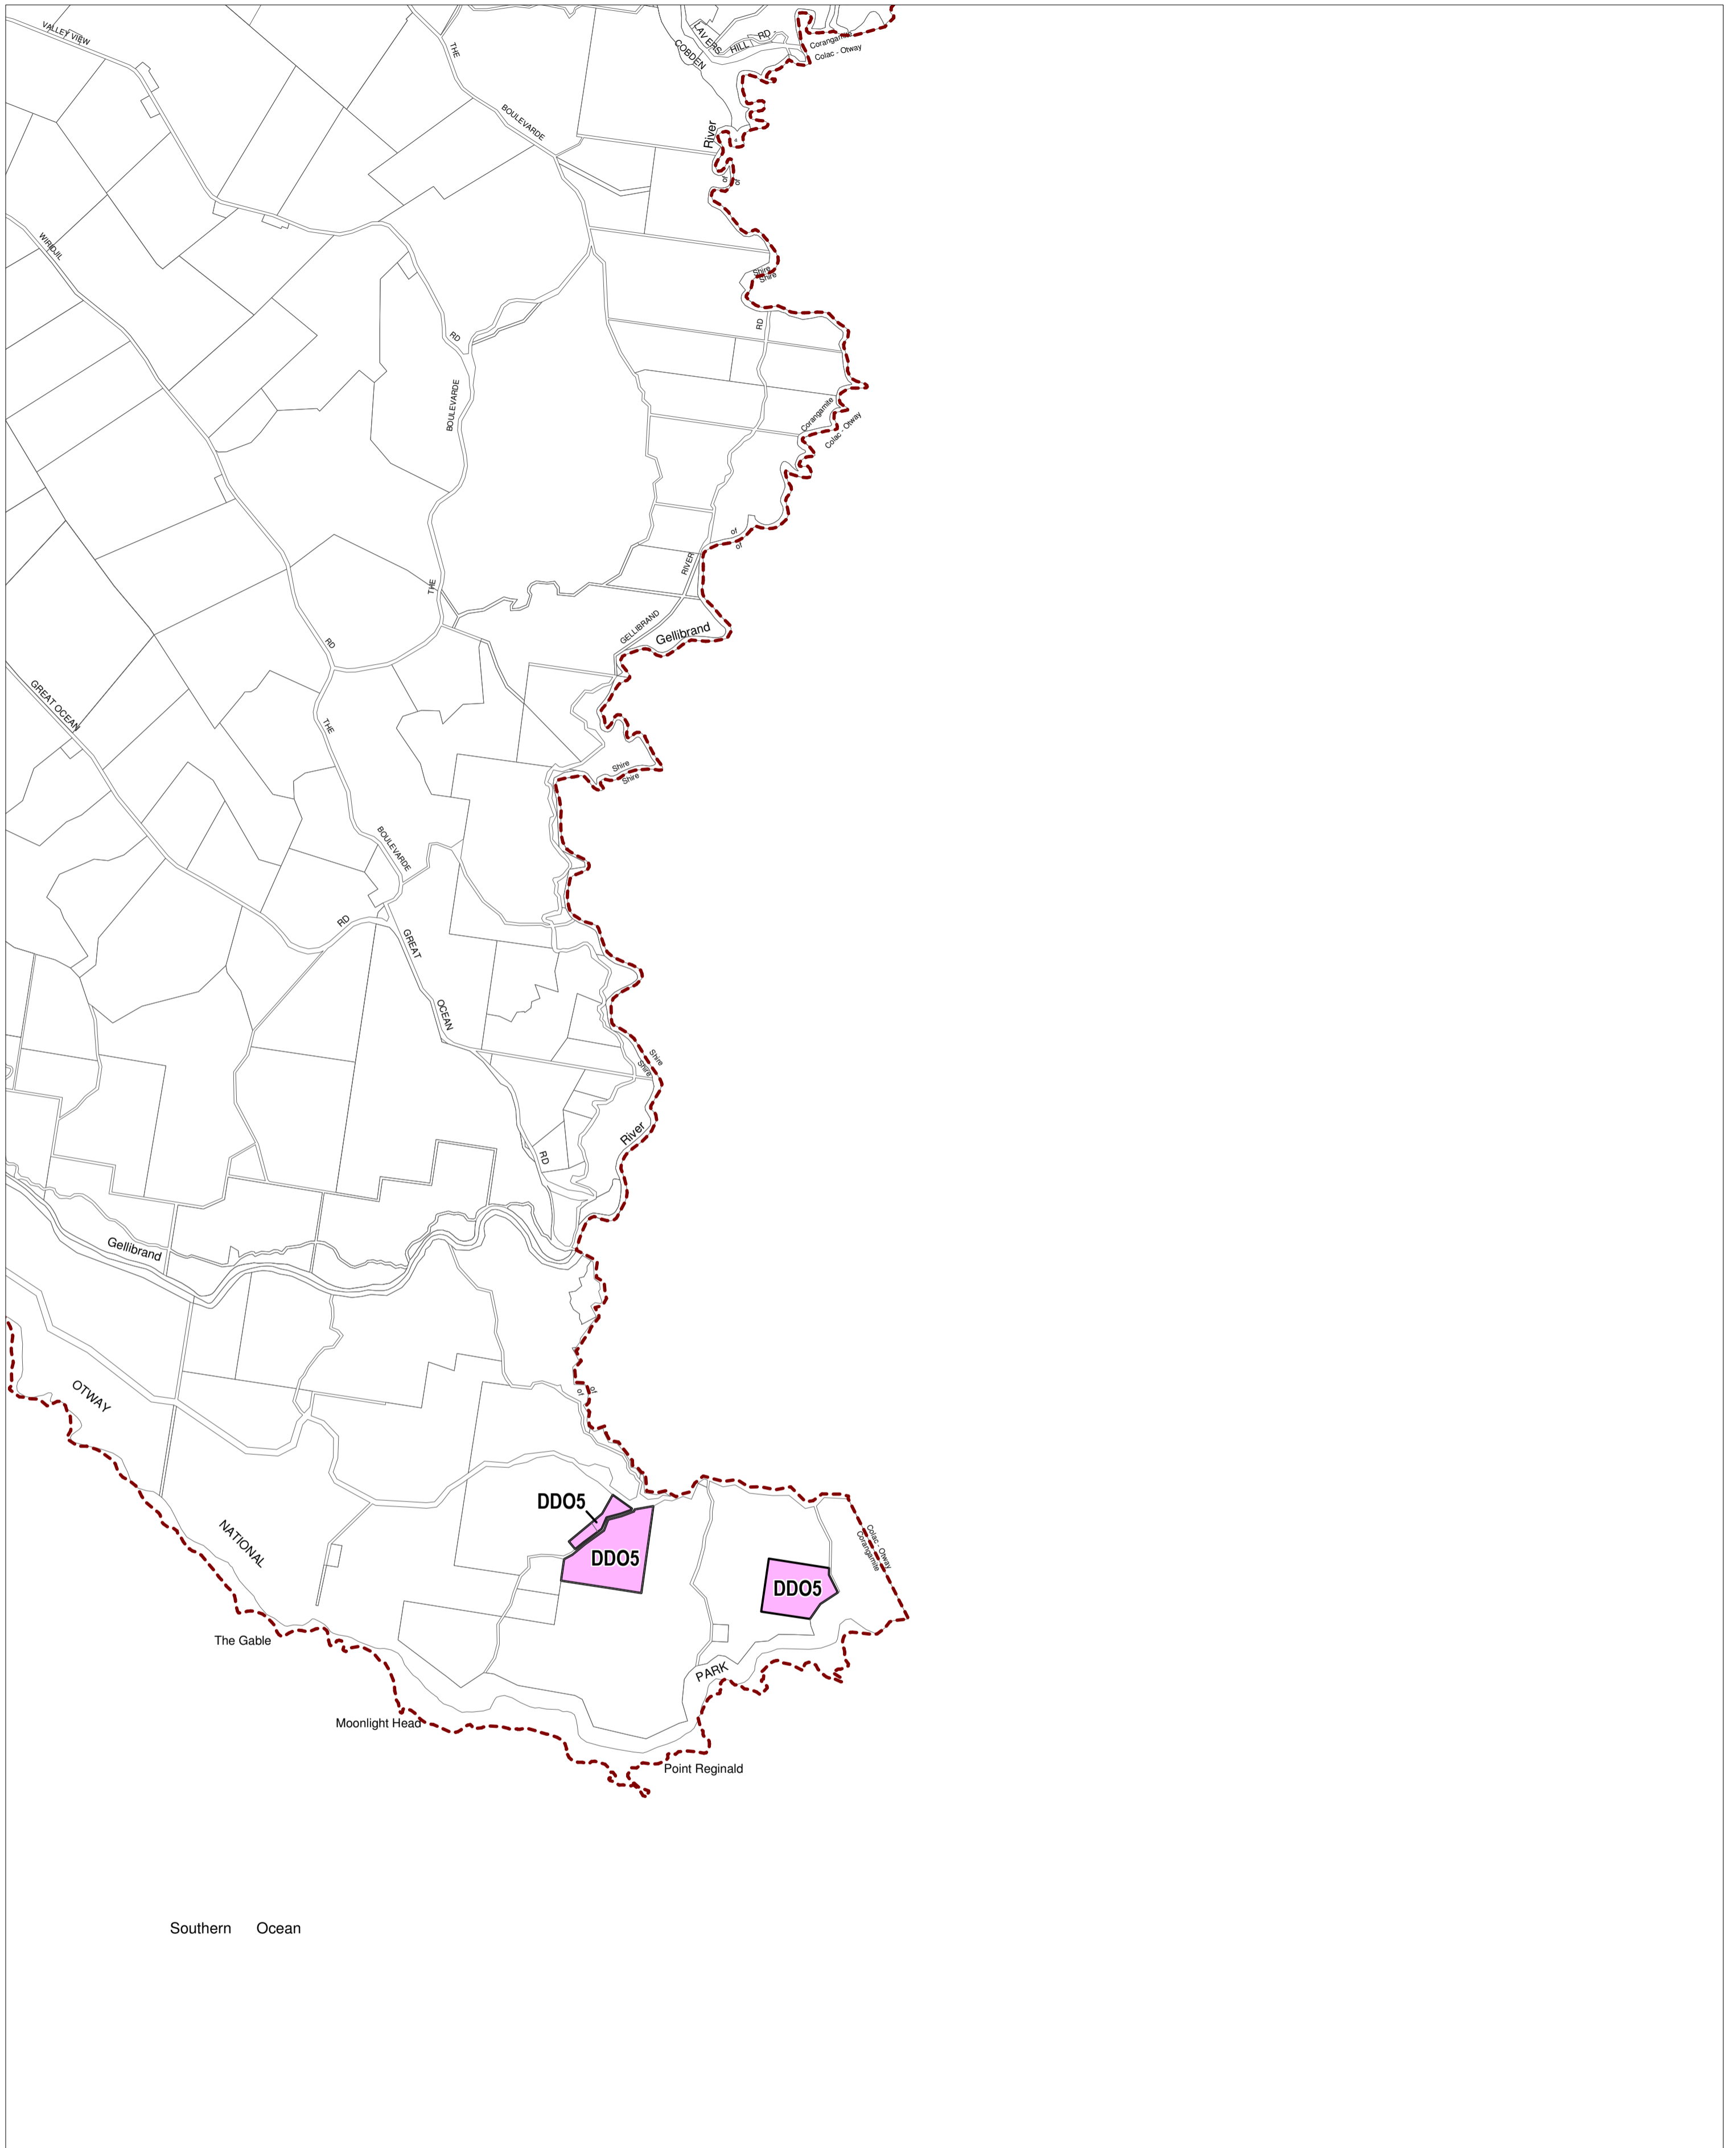 VALLEY VIEW
THE
LAVERS
HILL
RD
COBDEN
Corangamite
Colac - Otway
BOULEVARDE
River
of
of
WIRIDJIL
Shire
Shire
RD
RD
BOULEVARDE
Corangamite
Colac - Otway
of
of
RIVER
THE
GELLIBRAND
Gellibrand
RD
GREAT OCEAN
THE
Shire
Shire
BOULEVARDE
RD
GREAT
OCEAN
Shire
Shire
River
RD
Gellibrand
of
of
OTWAY
DDO5
NATIONAL
DDO5
Colac - Otway
Corangamite
DDO5
The Gable
PARK
Moonlight Head
Point Reginald
Southern Ocean